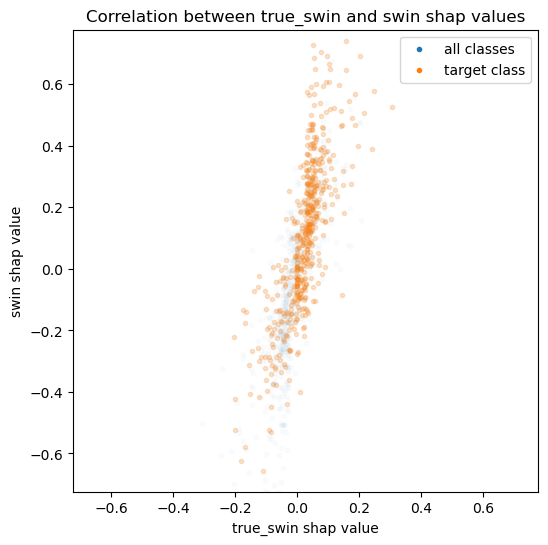 Correlation between true_swin and swin shap values
all classes
target class
swin shap value
0.6
0.4
0.2
0.0
−0.2
−0.4
−0.6
−0.6 −0.4 −0.2 0.0 0.2 0.4 0.6
true_swin shap value